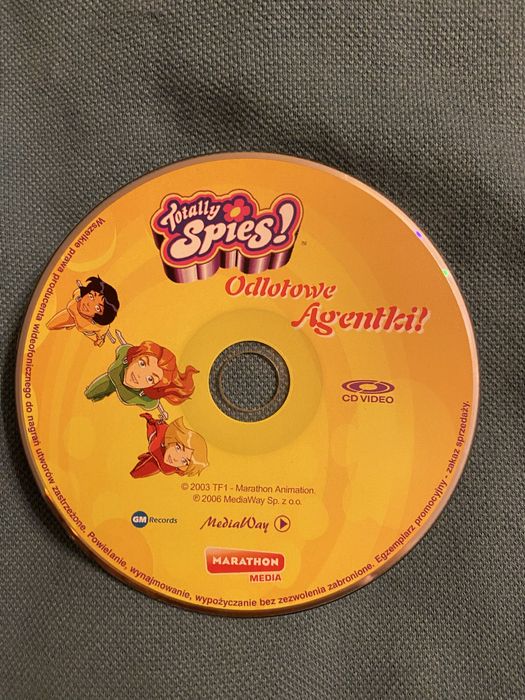 Totally
Spies!
™
Odlotowe
Agentki!
CD VIDEO
© 2003 TF1 - Marathon Animation.
℗ 2006 MediaWay Sp. z o.o.
GM Records
MediaWay
MARATHON
MEDIA
Wszelkie prawa producenta wideofonicznego do nagrań utworów zastrzeżone. Powielanie, wynajmowanie, wypożyczanie bez zezwolenia zabronione. Egzemplarz promocyjny - zakaz sprzedaży.